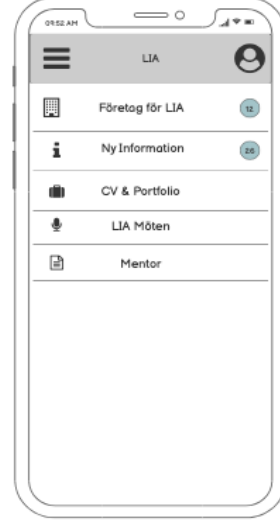 09:52 AM
LIA
Företag för LIA 12
Ny Information 26
CV & Portfolio
LIA Möten
Mentor